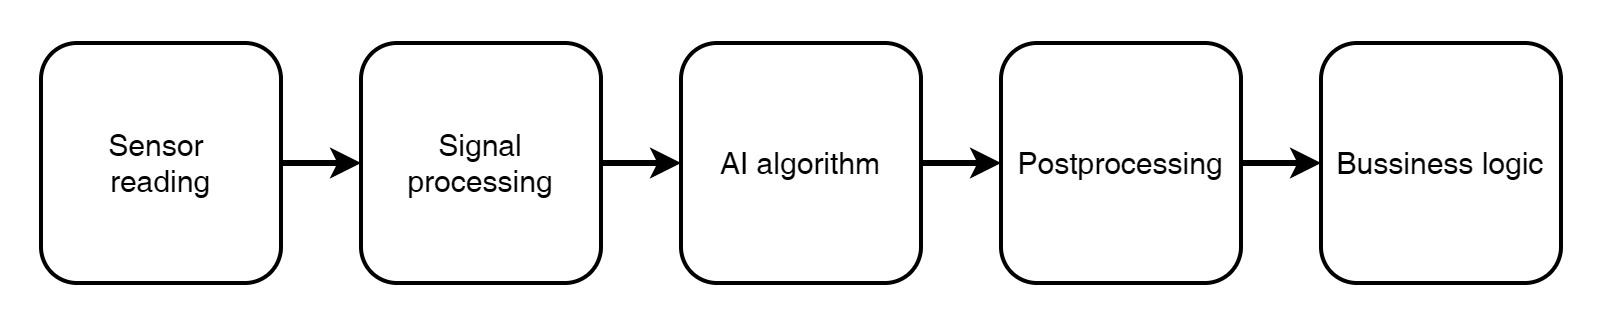 Sensor
reading
Signal
processing
AI algorithm
Postprocessing
Bussiness logic